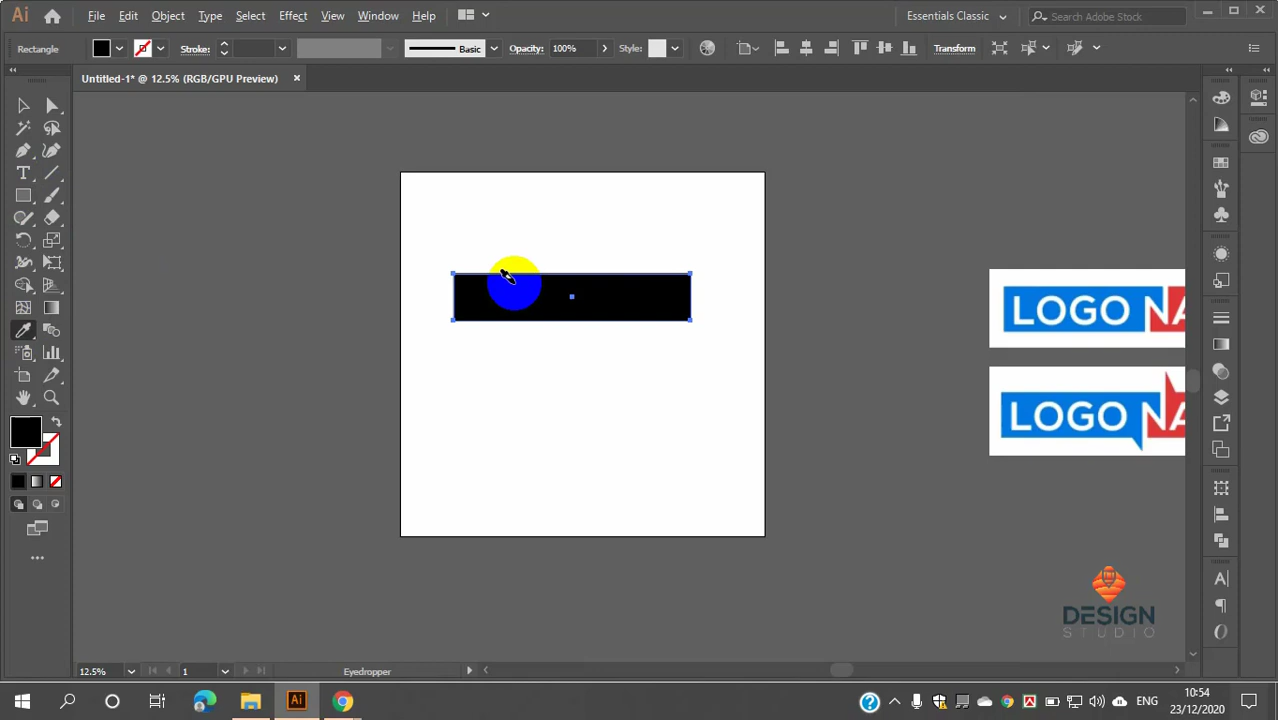 Ai File Edit Object Type Select Effect View Window Help Essentials Classic Search Adobe Stock
Rectangle Stroke: Basic Opacity: 100% Style: Transform
Untitled-1* @ 12.5% (RGB/GPU Preview)
LOGO NA
LOGO NA
DESIGN
STUDIO
12.5% 1 Eyedropper
Ai ENG 10:54
23/12/2020